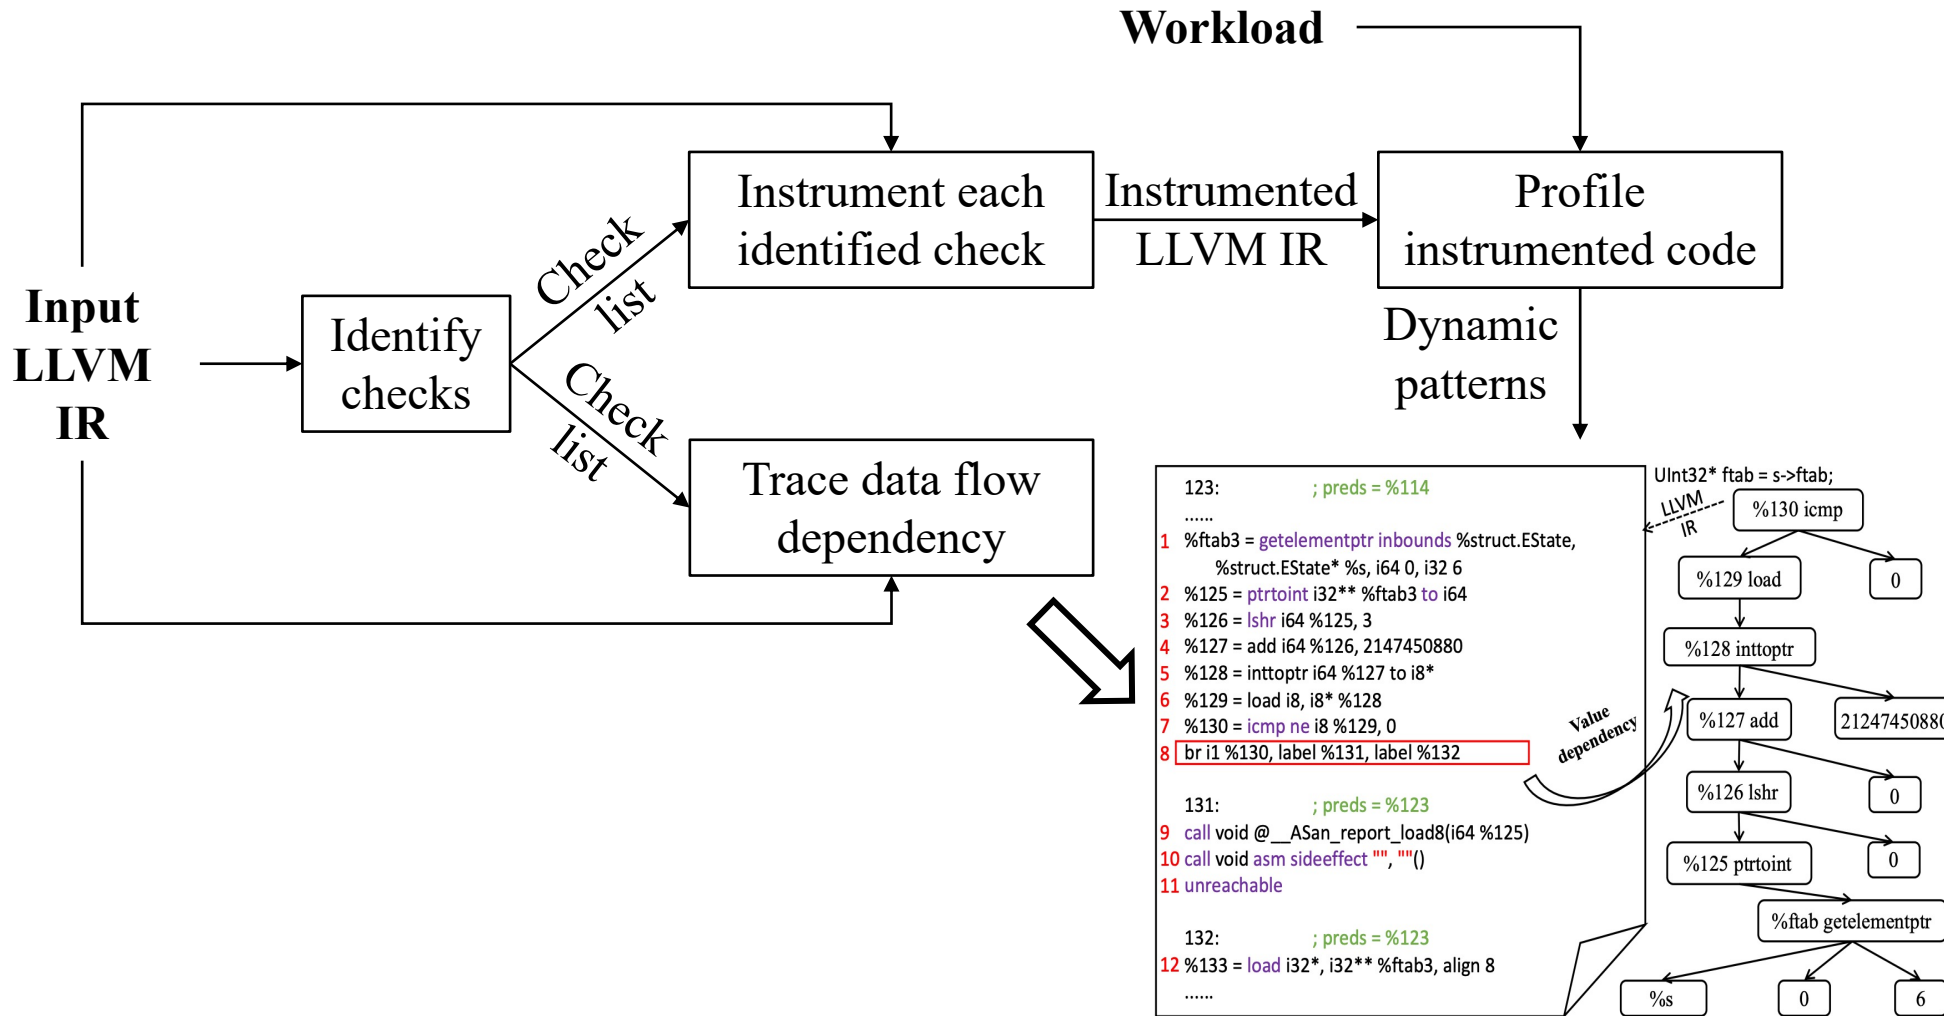 Workload
Input
LLVM
IR
Identify
checks
Check
list
Check
list
Instrument each
identified check
Instrumented
LLVM IR
Profile
instrumented code
Dynamic
patterns
Trace data flow
dependency
123: ; preds = %114
......
1 %ftab3 = getelementptr inbounds %struct.EState,
%struct.EState* %s, i64 0, i32 6
2 %125 = ptrtoint i32** %ftab3 to i64
3 %126 = lshr i64 %125, 3
4 %127 = add i64 %126, 2147450880
5 %128 = inttoptr i64 %127 to i8*
6 %129 = load i8, i8* %128
7 %130 = icmp ne i8 %129, 0
8 br i1 %130, label %131, label %132
131: ; preds = %123
9 call void @__ASan_report_load8(i64 %125)
10 call void asm sideeffect "", ""()
11 unreachable
132: ; preds = %123
12 %133 = load i32*, i32** %ftab3, align 8
......
Value
dependency
UInt32* ftab = s->ftab;
LLVM
IR
%130 icmp
%129 load
0
%128 inttoptr
%127 add
21247450880
%126 lshr
0
%125 ptrtoint
0
%ftab getelementptr
%s
0
6